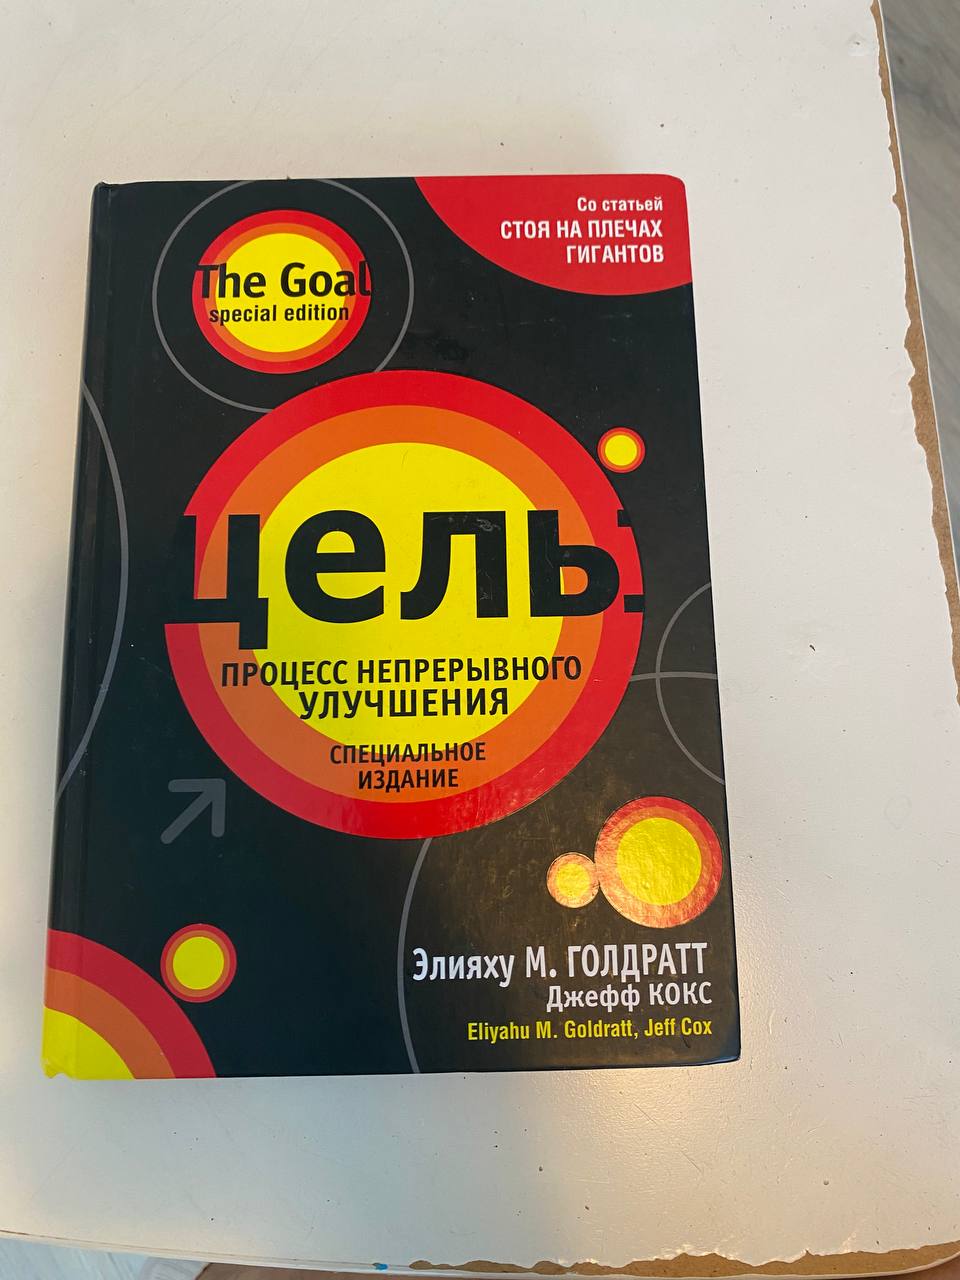 Со статьей
СТОЯ НА ПЛЕЧАХ
ГИГАНТОВ
The Goal
special edition
цель
ПРОЦЕСС НЕПРЕРЫВНОГО
УЛУЧШЕНИЯ
СПЕЦИАЛЬНОЕ
ИЗДАНИЕ
Элияху М. ГОЛДРАТТ
Джефф КОКС
Eliyahu M. Goldratt, Jeff Cox